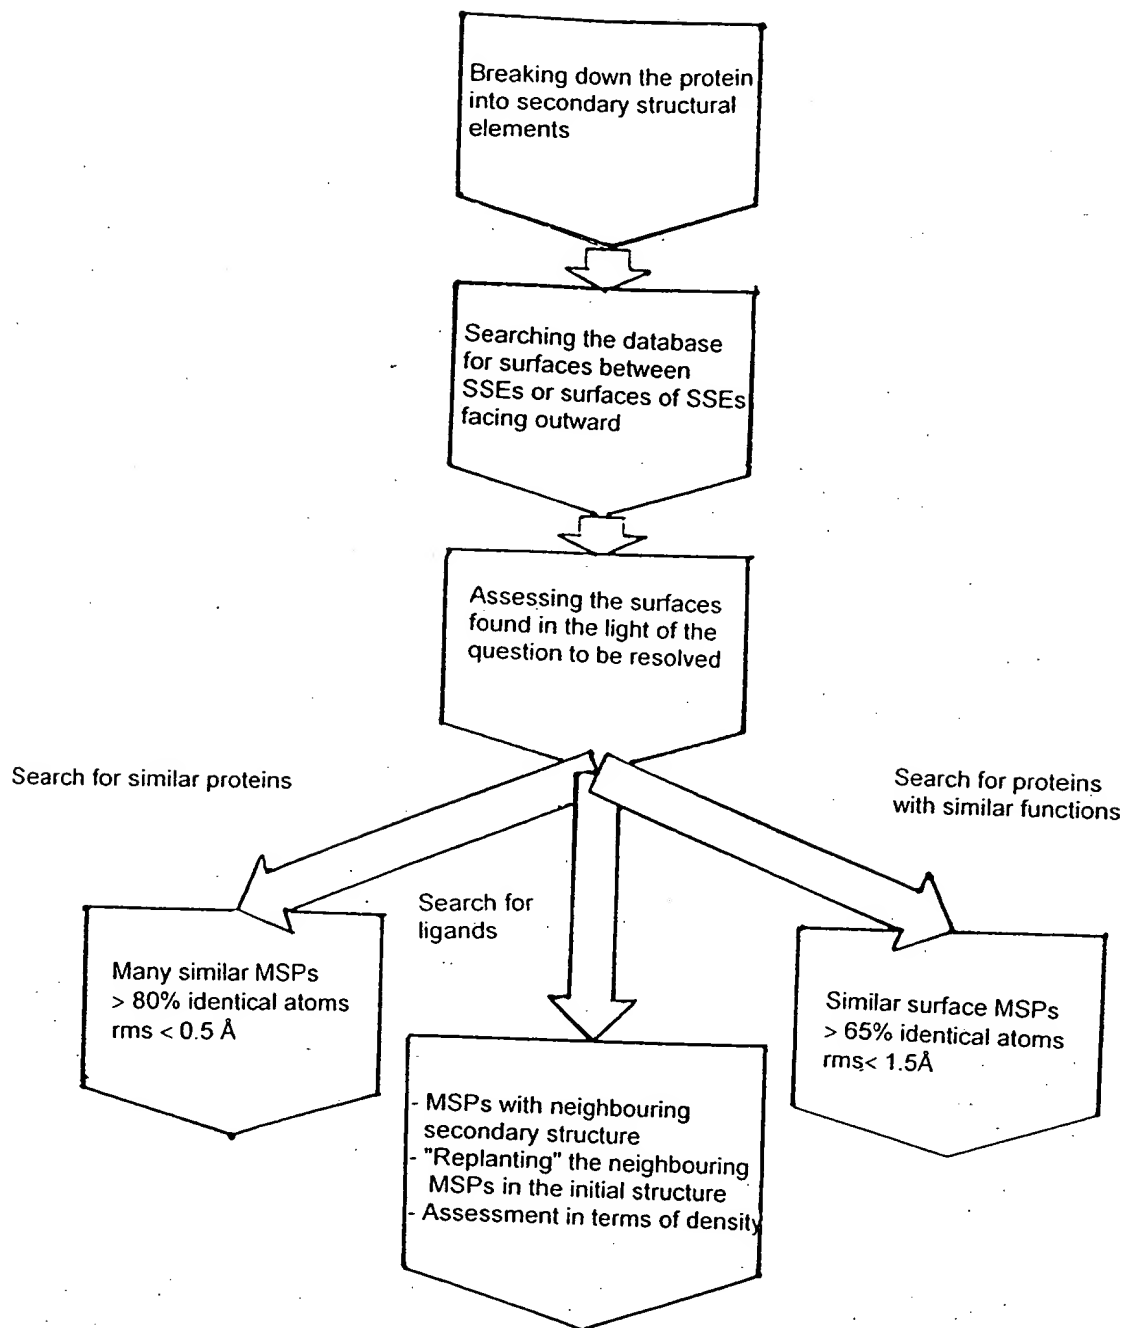 Breaking down the protein
into secondary structural
elements
Searching the database
for surfaces between
SSEs or surfaces of SSEs
facing outward
Assessing the surfaces
found in the light of the
question to be resolved
Search for similar proteins
Search for proteins
with similar functions
Search for
ligands
Many similar MSPs
> 80% identical atoms
rms < 0.5 Å
- MSPs with neighbouring
secondary structure
- "Replanting" the neighbouring
MSPs in the initial structure
- Assessment in terms of density
Similar surface MSPs
> 65% identical atoms
rms< 1.5Å